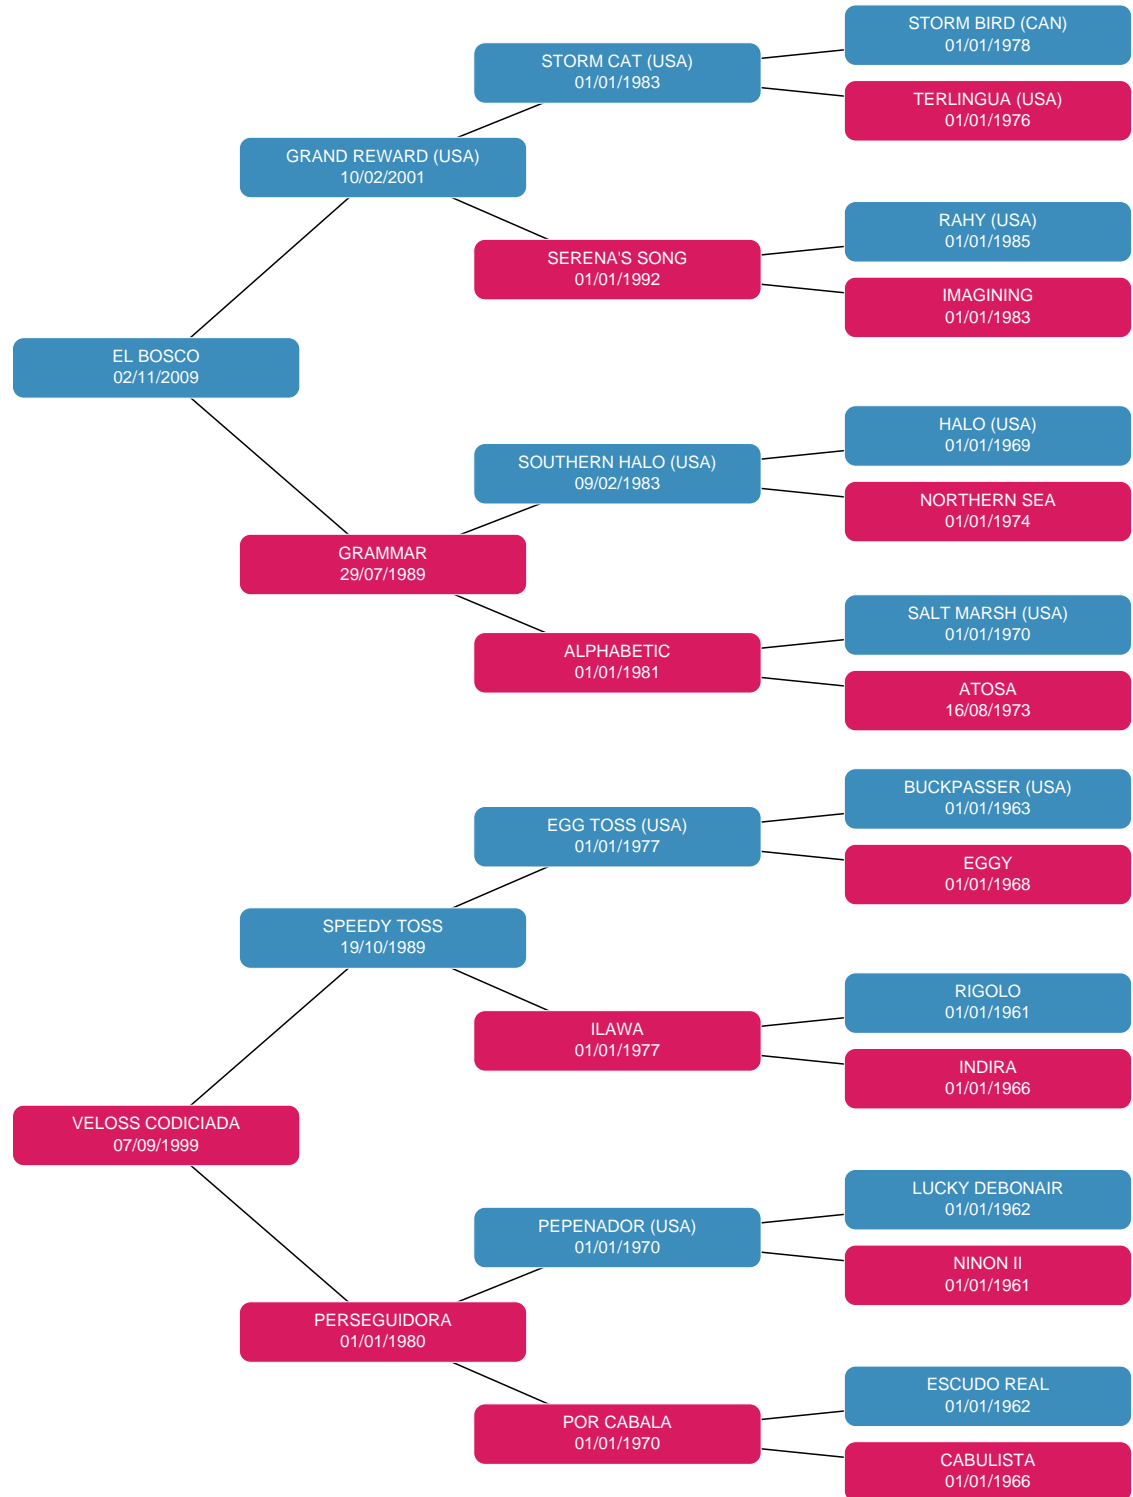 STORM BIRD (CAN)
01/01/1978
STORM CAT (USA)
01/01/1983
TERLINGUA (USA)
01/01/1976
GRAND REWARD (USA)
10/02/2001
RAHY (USA)
01/01/1985
SERENA'S SONG
01/01/1992
IMAGINING
01/01/1983
EL BOSCO
02/11/2009
HALO (USA)
01/01/1969
SOUTHERN HALO (USA)
09/02/1983
NORTHERN SEA
01/01/1974
GRAMMAR
29/07/1989
SALT MARSH (USA)
01/01/1970
ALPHABETIC
01/01/1981
ATOSA
16/08/1973
BUCKPASSER (USA)
01/01/1963
EGG TOSS (USA)
01/01/1977
EGGY
01/01/1968
SPEEDY TOSS
19/10/1989
RIGOLO
01/01/1961
ILAWA
01/01/1977
INDIRA
01/01/1966
VELOSS CODICIADA
07/09/1999
LUCKY DEBONAIR
01/01/1962
PEPENADOR (USA)
01/01/1970
NINON II
01/01/1961
PERSEGUIDORA
01/01/1980
ESCUDO REAL
01/01/1962
POR CABALA
01/01/1970
CABULISTA
01/01/1966